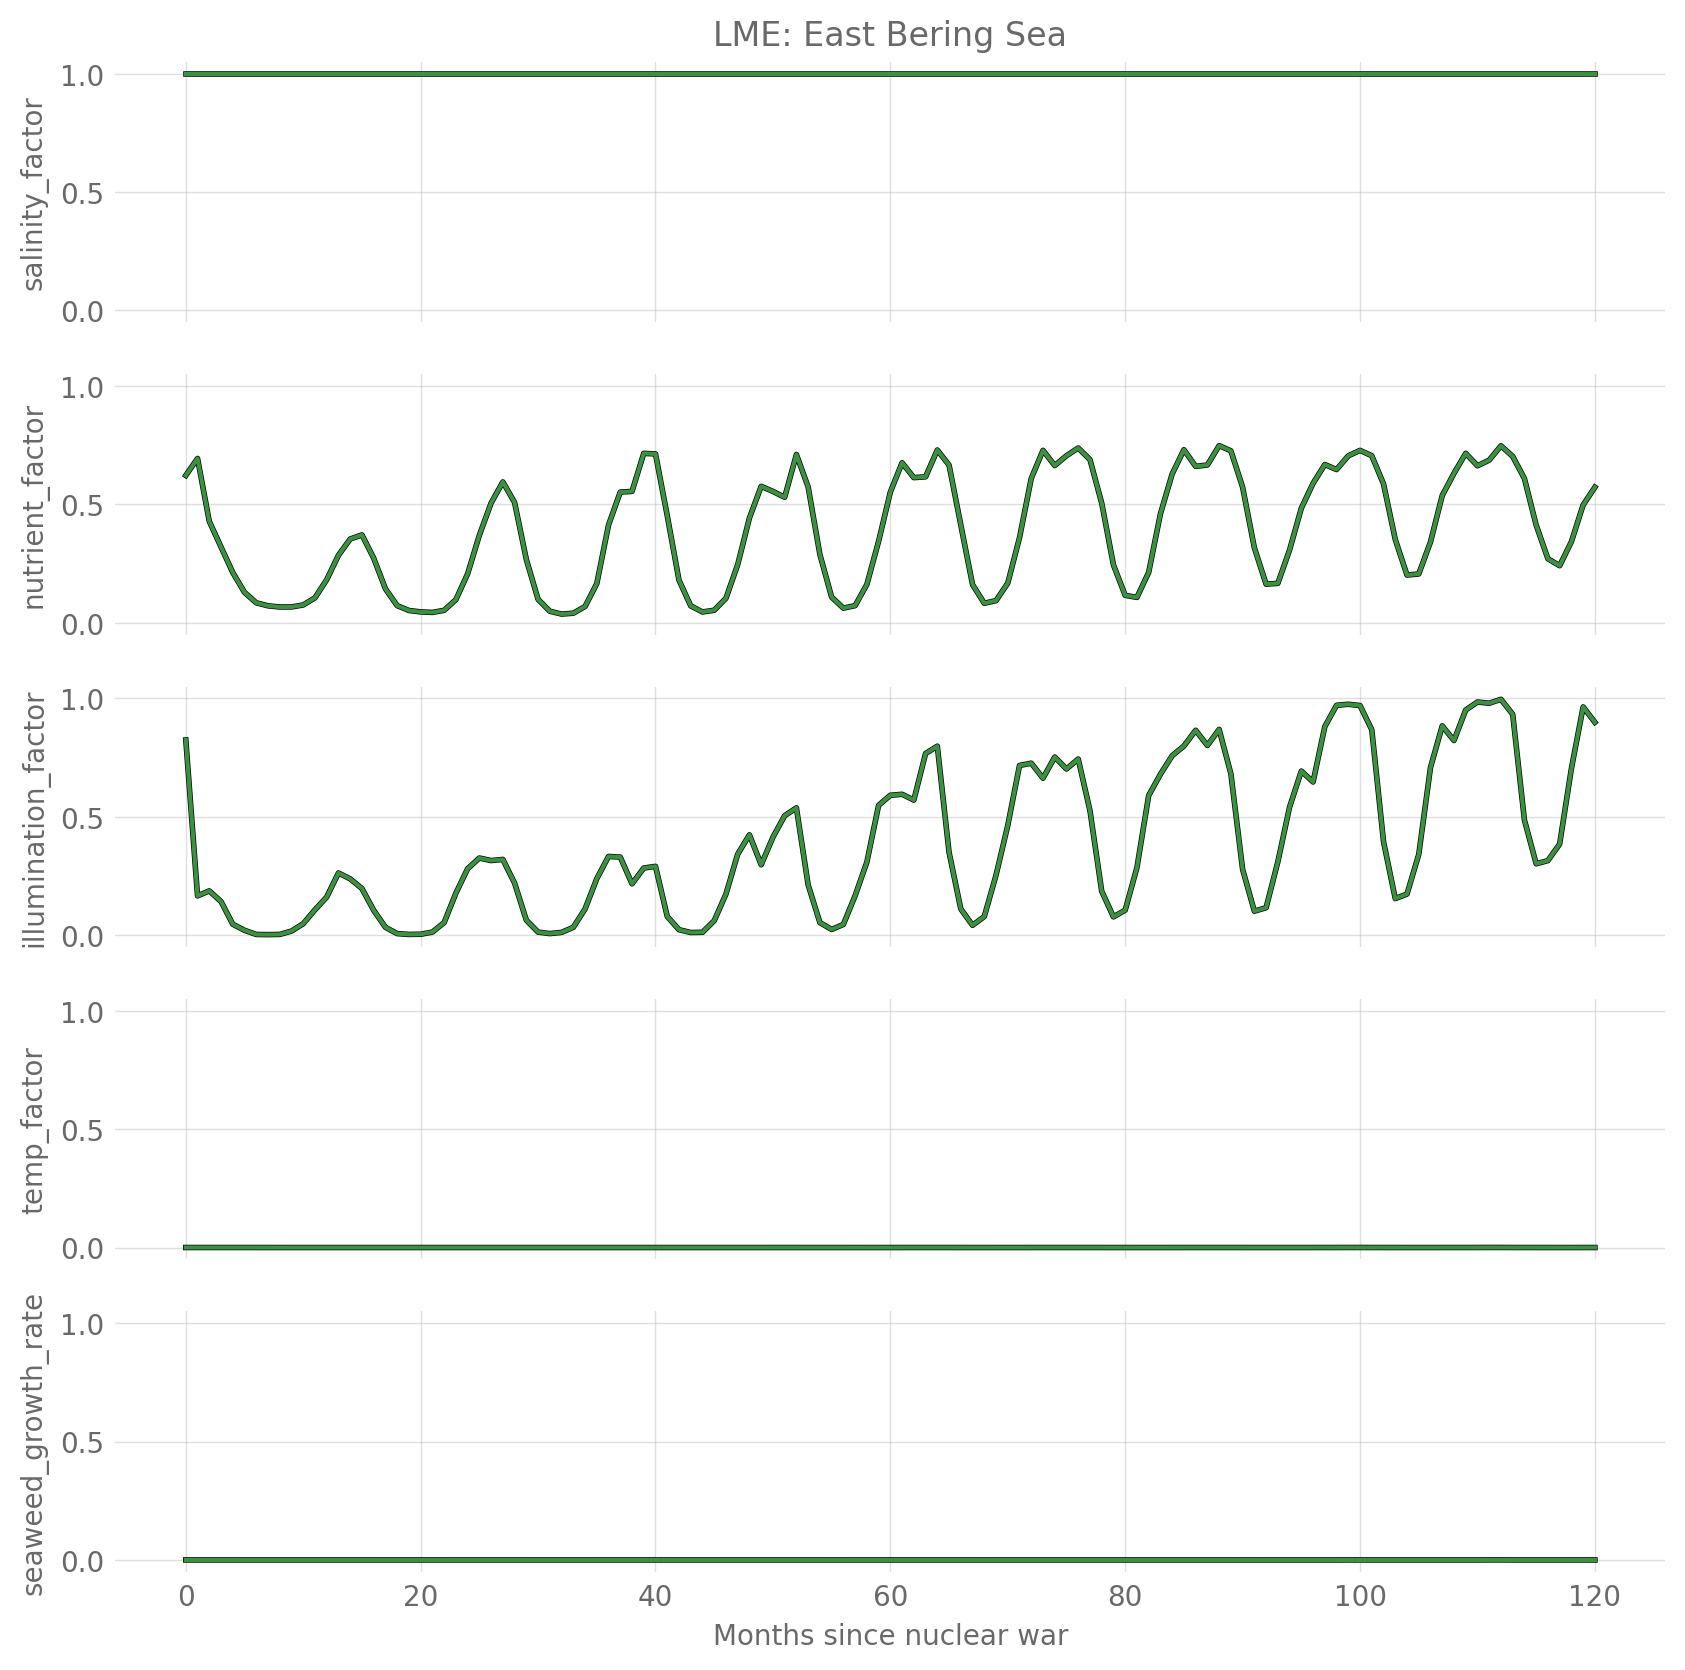 LME: East Bering Sea
1.0
0.5
0.0
salinity_factor
1.0
0.5
0.0
nutrient_factor
1.0
0.5
0.0
illumination_factor
1.0
0.5
0.0
temp_factor
1.0
0.5
0.0
seaweed_growth_rate
0 20 40 60 80 100 120
Months since nuclear war